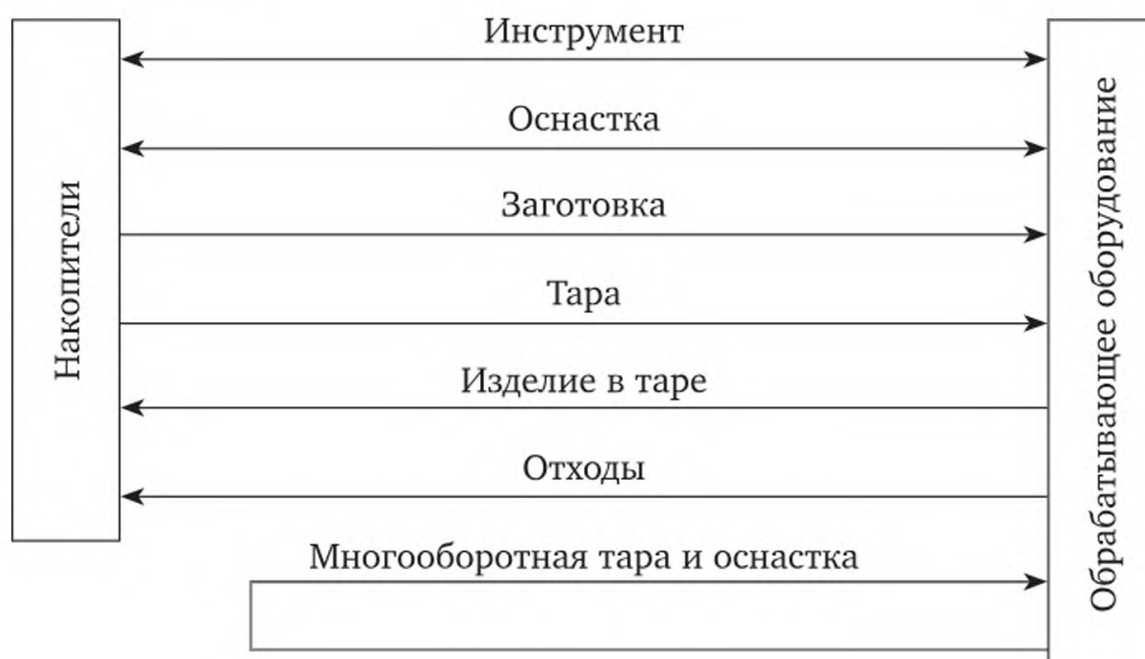 Накопители
Инструмент
Оснастка
Заготовка
Тара
Изделие в таре
Отходы
Многооборотная тара и оснастка
Обрабатывающее оборудование